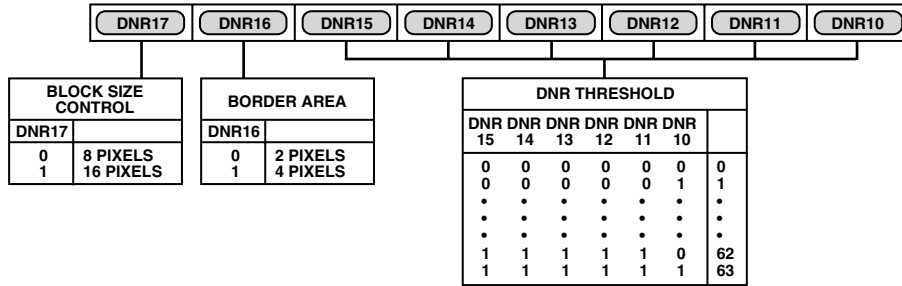 DNR17 DNR16 DNR15 DNR14 DNR13 DNR12 DNR11 DNR10
BLOCK SIZE
CONTROL
DNR17
0 8 PIXELS
1 16 PIXELS
BORDER AREA
DNR16
0 2 PIXELS
1 4 PIXELS
DNR THRESHOLD
DNR DNR DNR DNR DNR DNR
15 14 13 12 11 10
0 0 0 0 0 0 0
0 0 0 0 0 1 1
• • • • • • •
• • • • • • •
• • • • • • •
1 1 1 1 1 0 62
1 1 1 1 1 1 63